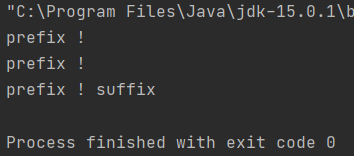 "C:\Program Files\Java\jdk-15.0.1\b
prefix !
prefix !
prefix ! suffix
Process finished with exit code 0